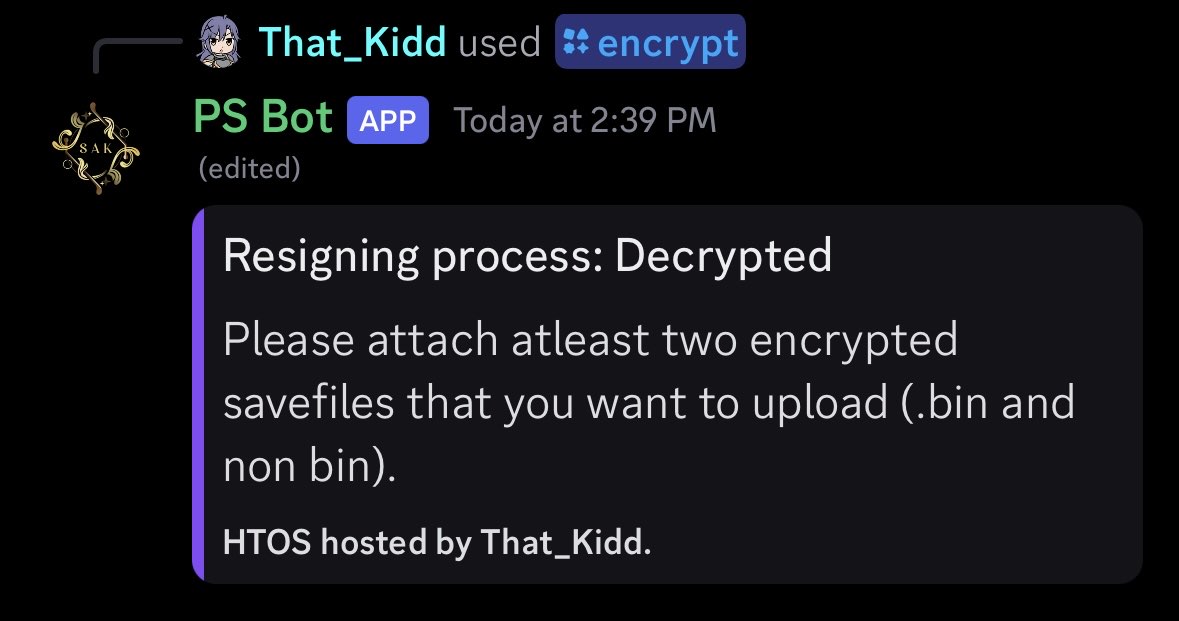 That_Kidd used encrypt
PS Bot APP Today at 2:39 PM
(edited)
SAK
Resigning process: Decrypted
Please attach atleast two encrypted
savefiles that you want to upload (.bin and
non bin).
HTOS hosted by That_Kidd.